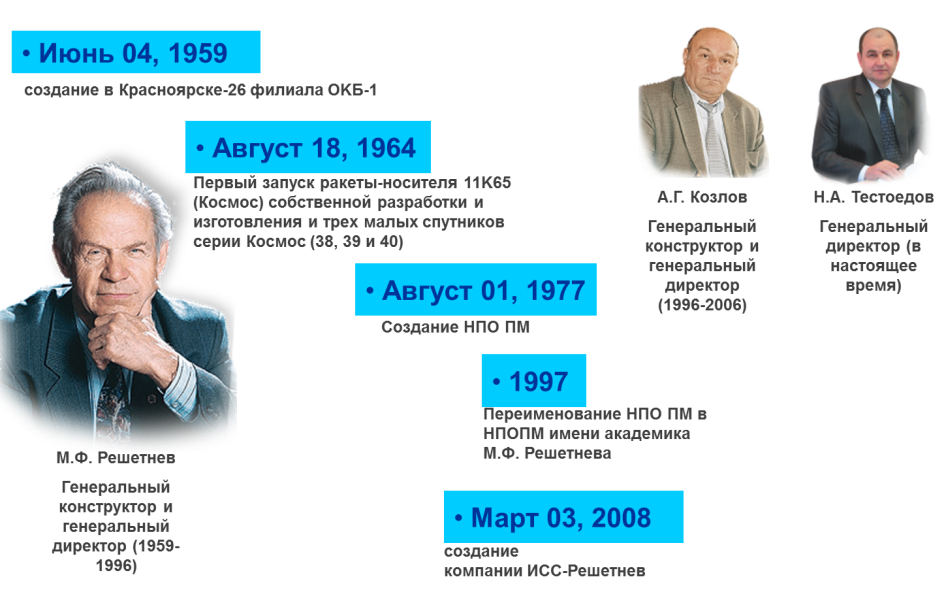 • Июнь 04, 1959
создание в Красноярске-26 филиала ОКБ-1
• Август 18, 1964
Первый запуск ракеты-носителя 11К65
(Космос) собственной разработки и
изготовления и трех малых спутников
серии Космос (38, 39 и 40)
• Август 01, 1977
Создание НПО ПМ
• 1997
Переименование НПО ПМ в
НПОПМ имени академика
М.Ф. Решетнева
• Март 03, 2008
создание
компании ИСС-Решетнев
М.Ф. Решетнев
Генеральный
конструктор и
генеральный
директор (1959-
1996)
А.Г. Козлов
Генеральный
конструктор и
генеральный
директор
(1996-2006)
Н.А. Тестоедов
Генеральный
директор (в
настоящее
время)